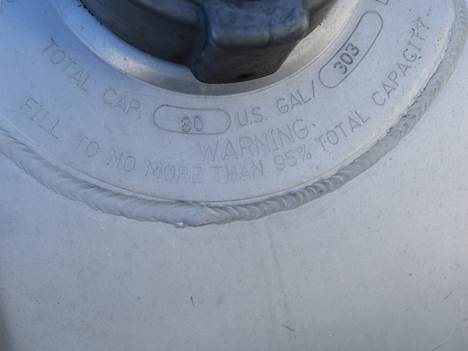 TOTAL CAP. 80 U.S. GAL/ 303
WARNING.
FILL TO NO MORE THAN 95% TOTAL CAPACITY